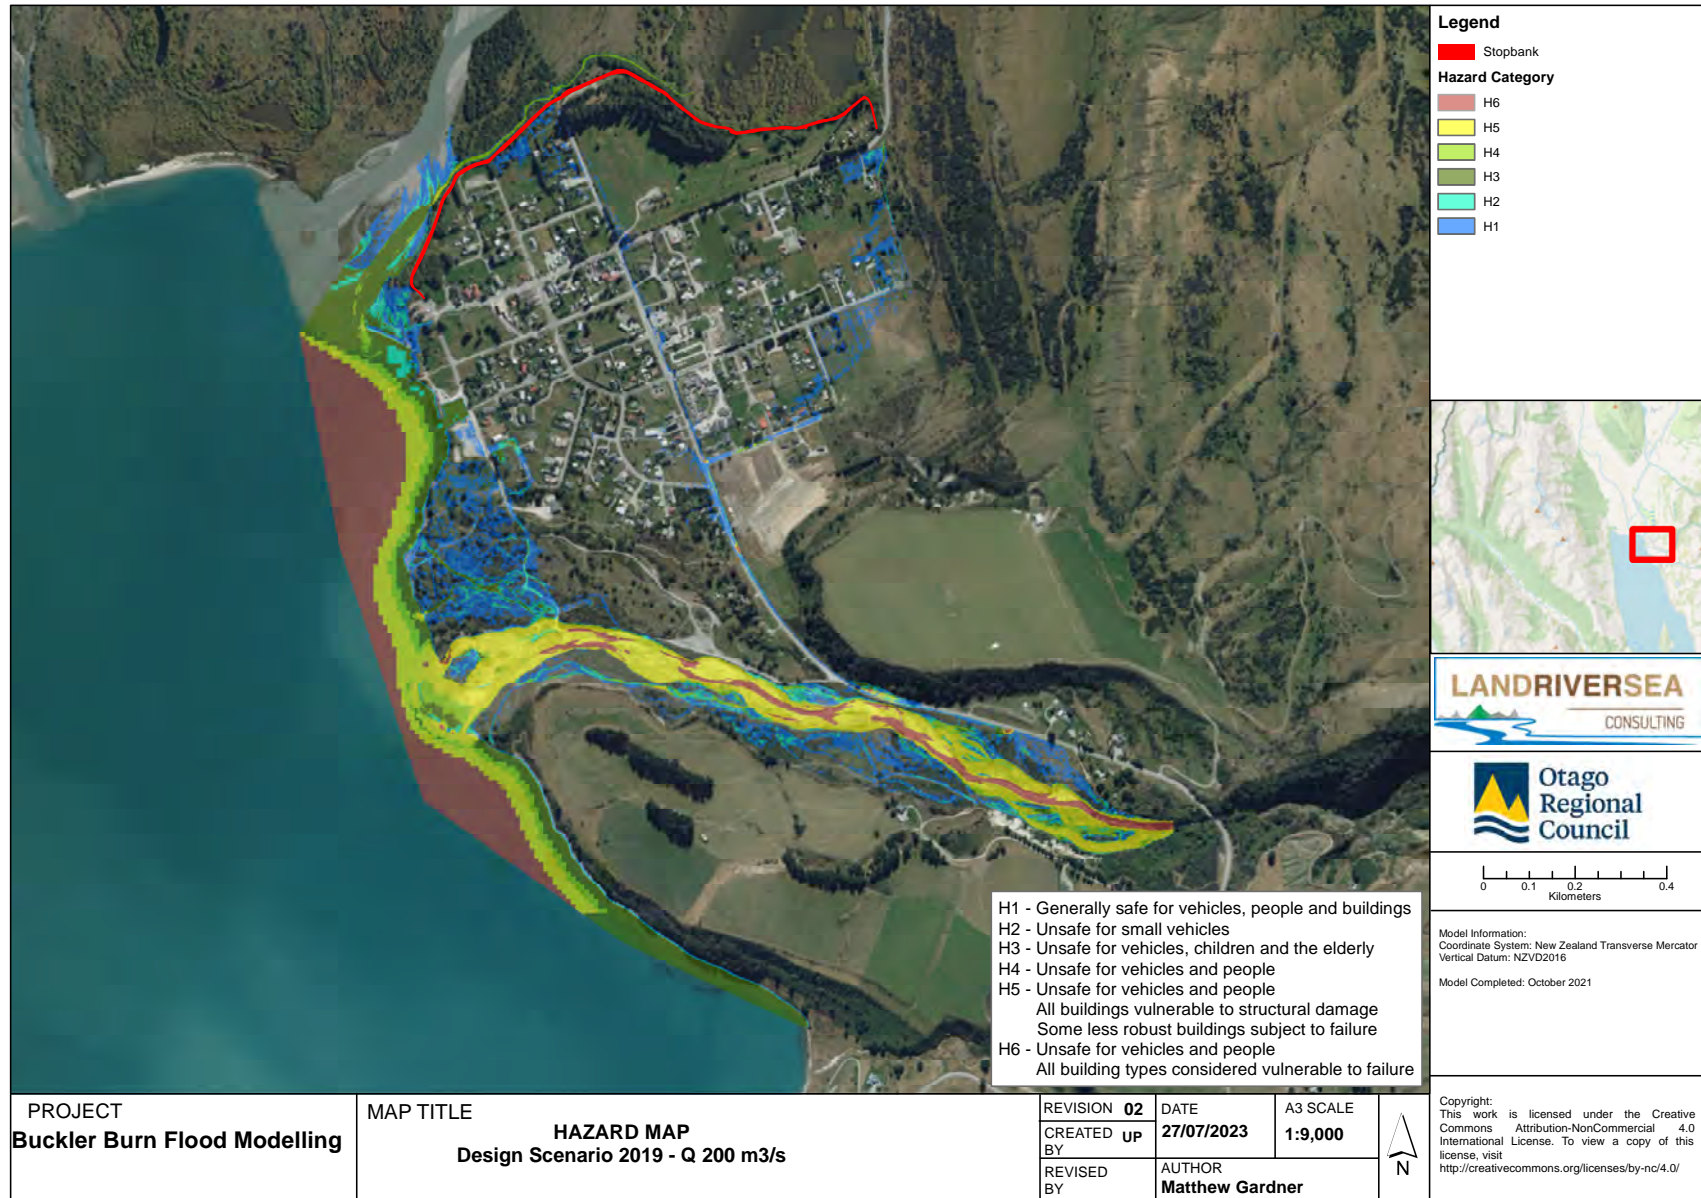 Legend
Stopbank
Hazard Category
H6
H5
H4
H3
H2
H1
LANDRIVERSEA
CONSULTING
Otago
Regional
Council
0 0.1 0.2 0.4
Kilometers
Model Information:
Coordinate System: New Zealand Transverse Mercator
Vertical Datum: NZVD2016
Model Completed: October 2021
Copyright:
This work is licensed under the Creative
Commons Attribution-NonCommercial 4.0
International License. To view a copy of this
license, visit
http://creativecommons.org/licenses/by-nc/4.0/
H1 - Generally safe for vehicles, people and buildings
H2 - Unsafe for small vehicles
H3 - Unsafe for vehicles, children and the elderly
H4 - Unsafe for vehicles and people
H5 - Unsafe for vehicles and people
All buildings vulnerable to structural damage
Some less robust buildings subject to failure
H6 - Unsafe for vehicles and people
All building types considered vulnerable to failure
PROJECT
Buckler Burn Flood Modelling
MAP TITLE
HAZARD MAP
Design Scenario 2019 - Q 200 m3/s
REVISION 02
CREATED BY UP
REVISED
BY
DATE
27/07/2023
A3 SCALE
1:9,000
AUTHOR
Matthew Gardner
N